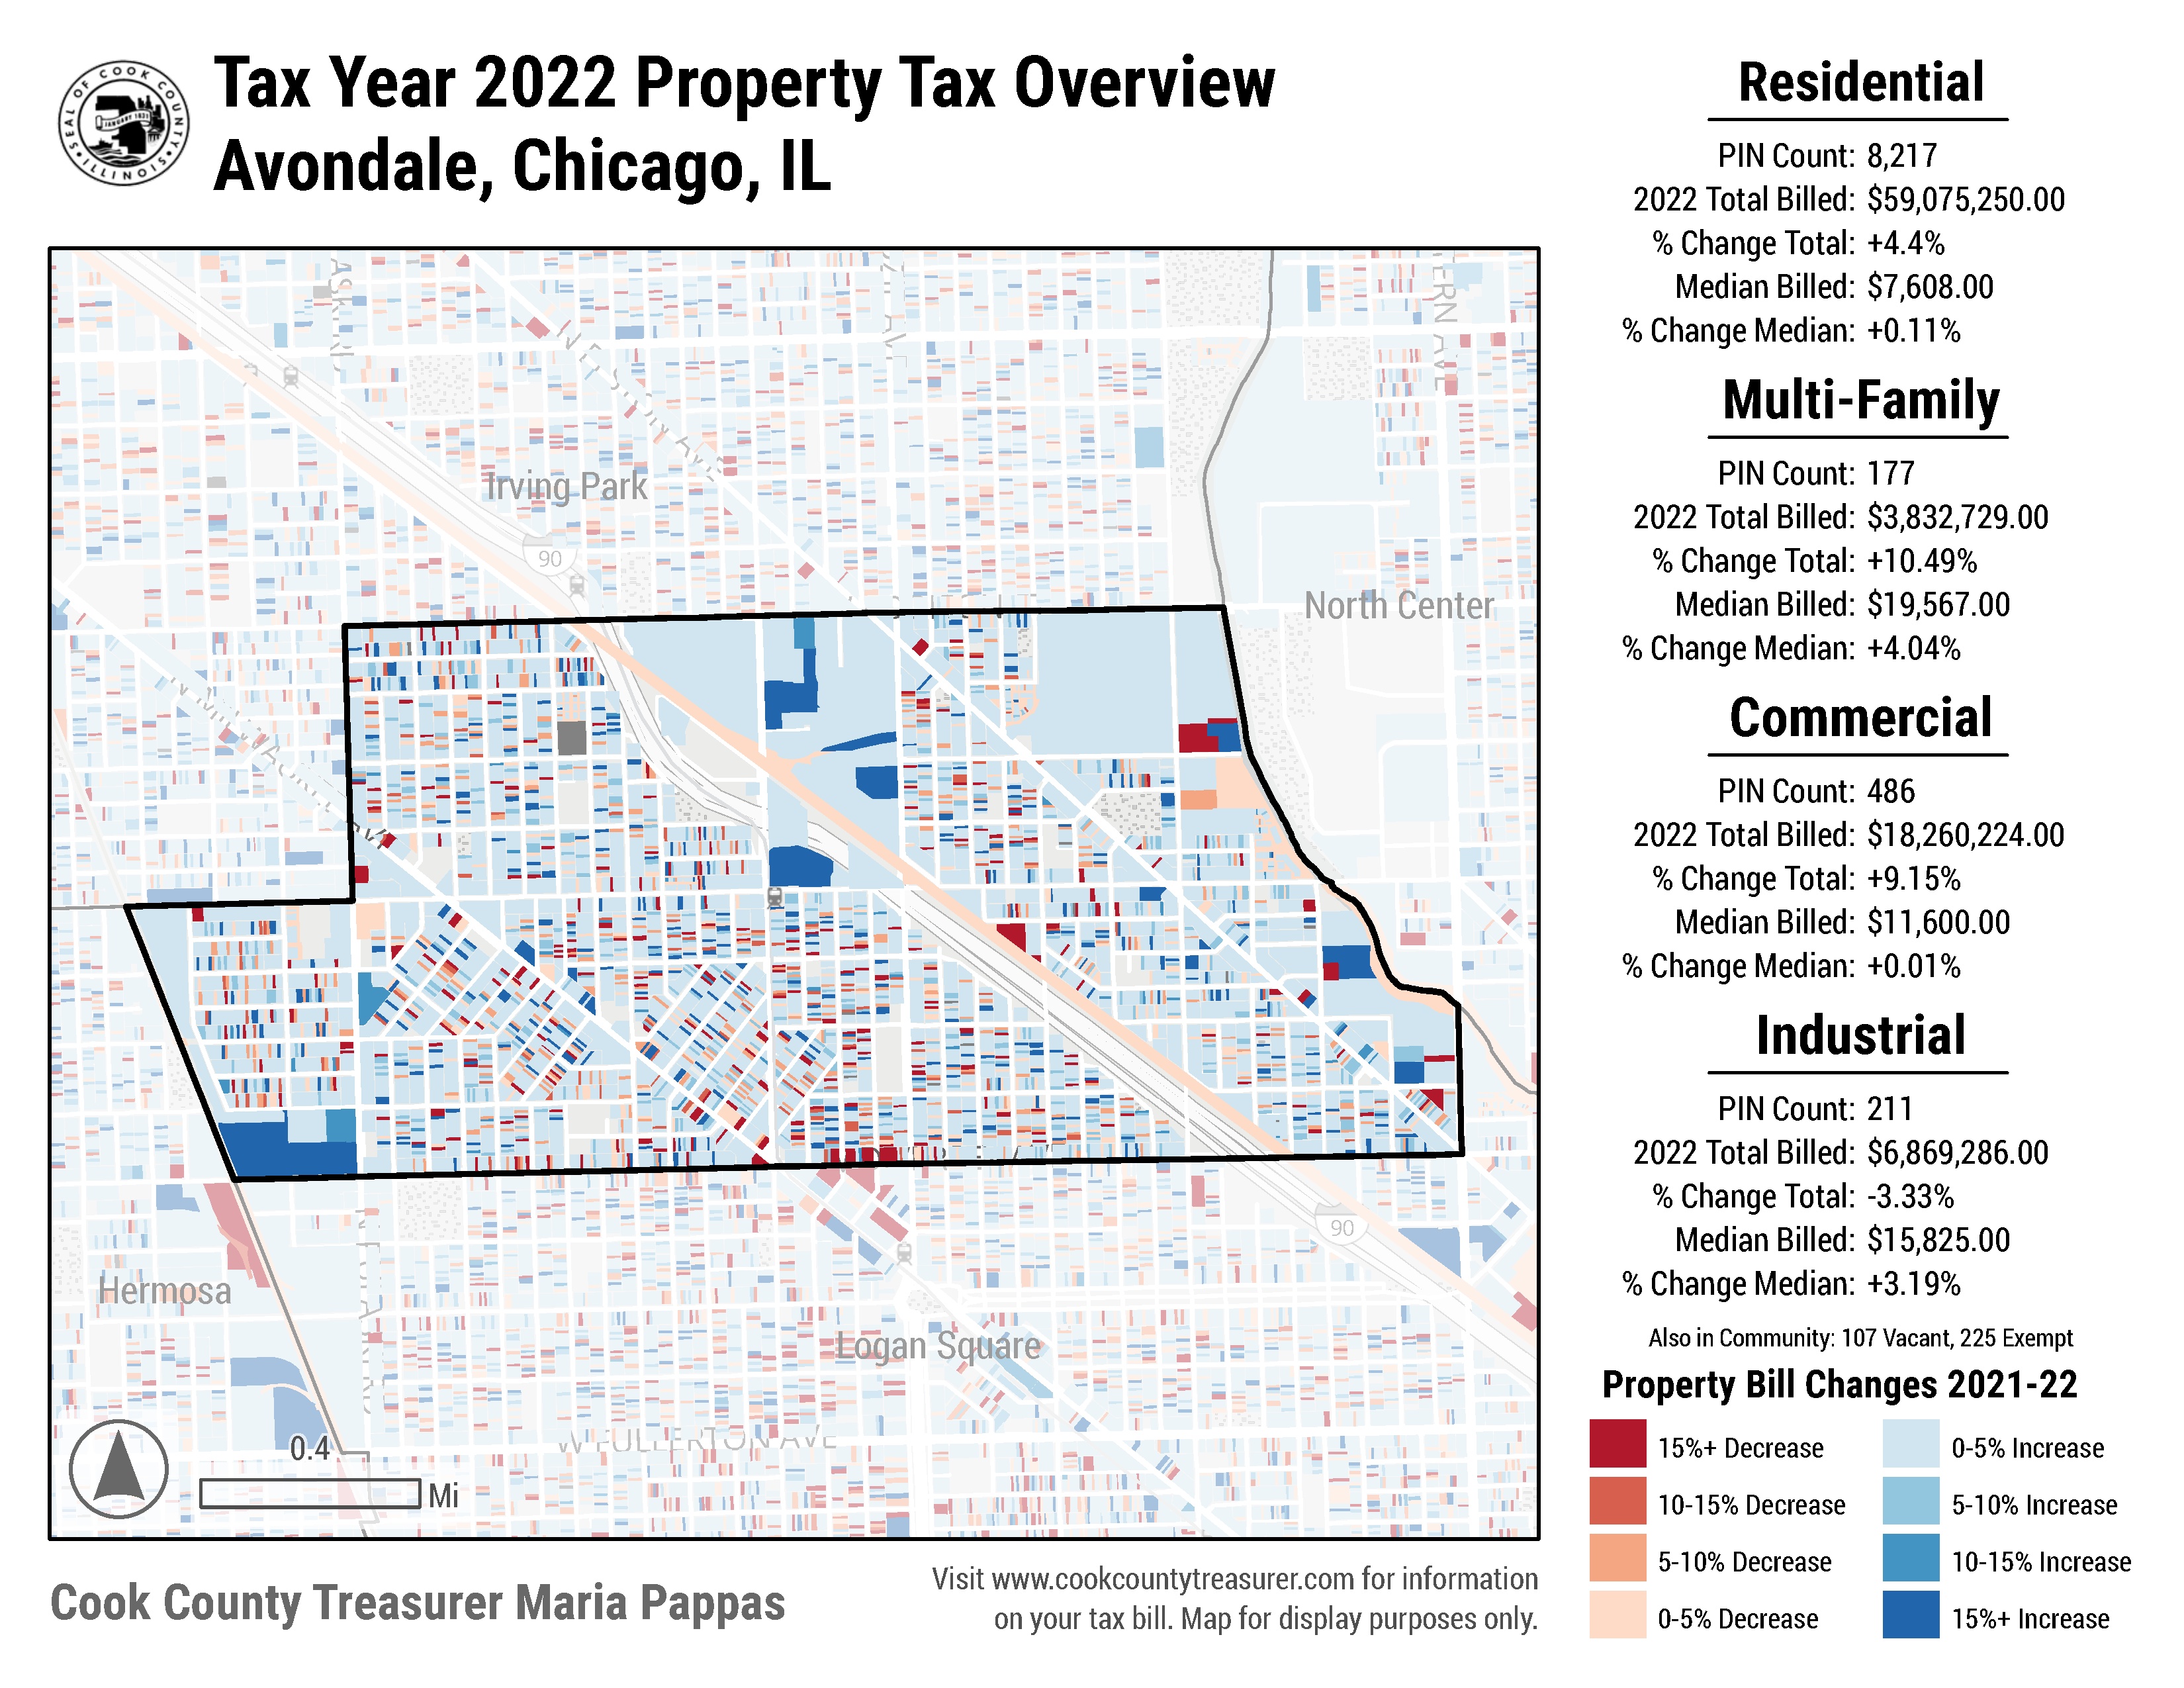 Tax Year 2022 Property Tax Overview
Avondale, Chicago, IL
SEAL OF COOK COUNTY
JANUARY 1831
ILLINOIS
Irving Park
90
North Center
Hermosa
Logan Square
90
W FULLERTON AVE
0.4
Mi
Cook County Treasurer Maria Pappas
Visit www.cookcountytreasurer.com for information
on your tax bill. Map for display purposes only.
Residential
PIN Count: 8,217
2022 Total Billed: $59,075,250.00
% Change Total: +4.4%
Median Billed: $7,608.00
% Change Median: +0.11%
Multi-Family
PIN Count: 177
2022 Total Billed: $3,832,729.00
% Change Total: +10.49%
Median Billed: $19,567.00
% Change Median: +4.04%
Commercial
PIN Count: 486
2022 Total Billed: $18,260,224.00
% Change Total: +9.15%
Median Billed: $11,600.00
% Change Median: +0.01%
Industrial
PIN Count: 211
2022 Total Billed: $6,869,286.00
% Change Total: -3.33%
Median Billed: $15,825.00
% Change Median: +3.19%
Also in Community: 107 Vacant, 225 Exempt
Property Bill Changes 2021-22
15%+ Decrease
10-15% Decrease
5-10% Decrease
0-5% Decrease
0-5% Increase
5-10% Increase
10-15% Increase
15%+ Increase